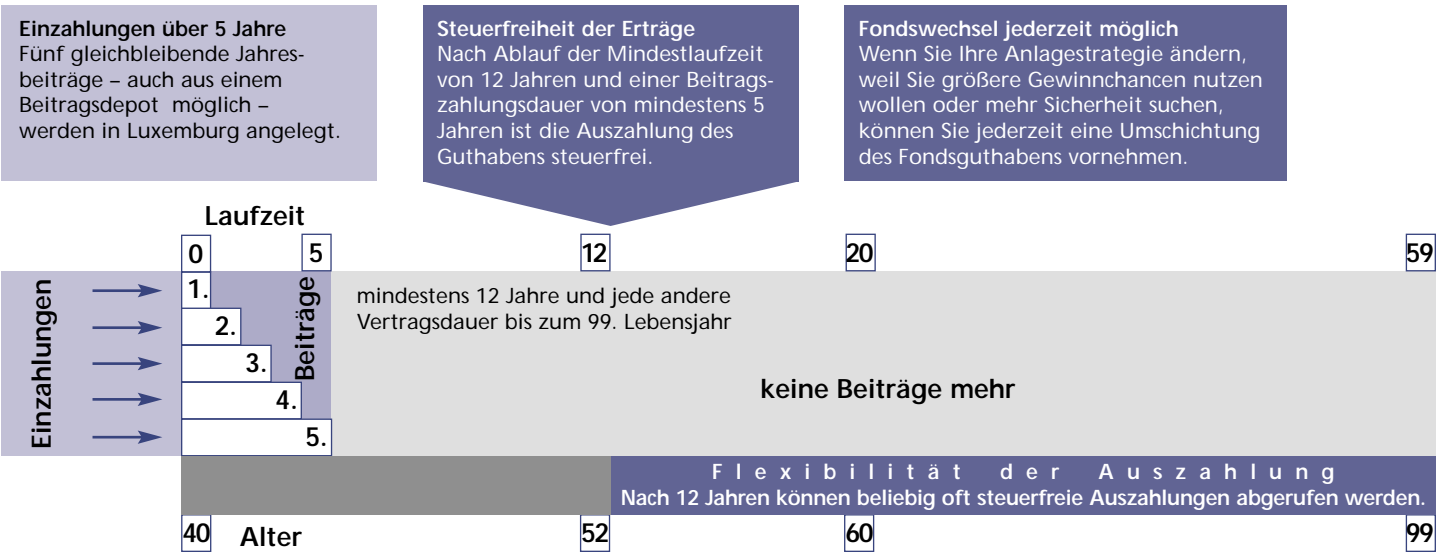 Einzahlungen über 5 Jahre
Fünf gleichbleibende Jahres-
beiträge – auch aus einem
Beitragsdepot möglich –
werden in Luxemburg angelegt.
Steuerfreiheit der Erträge
Nach Ablauf der Mindestlaufzeit
von 12 Jahren und einer Beitrags-
zahlungsdauer von mindestens 5
Jahren ist die Auszahlung des
Guthabens steuerfrei.
Fondswechsel jederzeit möglich
Wenn Sie Ihre Anlagestrategie ändern,
weil Sie größere Gewinnchancen nutzen
wollen oder mehr Sicherheit suchen,
können Sie jederzeit eine Umschichtung
des Fondsguthabens vornehmen.
Laufzeit
0 5 12 20 59
Einzahlungen
1.
2.
3.
4.
5.
Beiträge
mindestens 12 Jahre und jede andere
Vertragsdauer bis zum 99. Lebensjahr
keine Beiträge mehr
Flexibilität der Auszahlung
Nach 12 Jahren können beliebig oft steuerfreie Auszahlungen abgerufen werden.
40 Alter 52 60 99